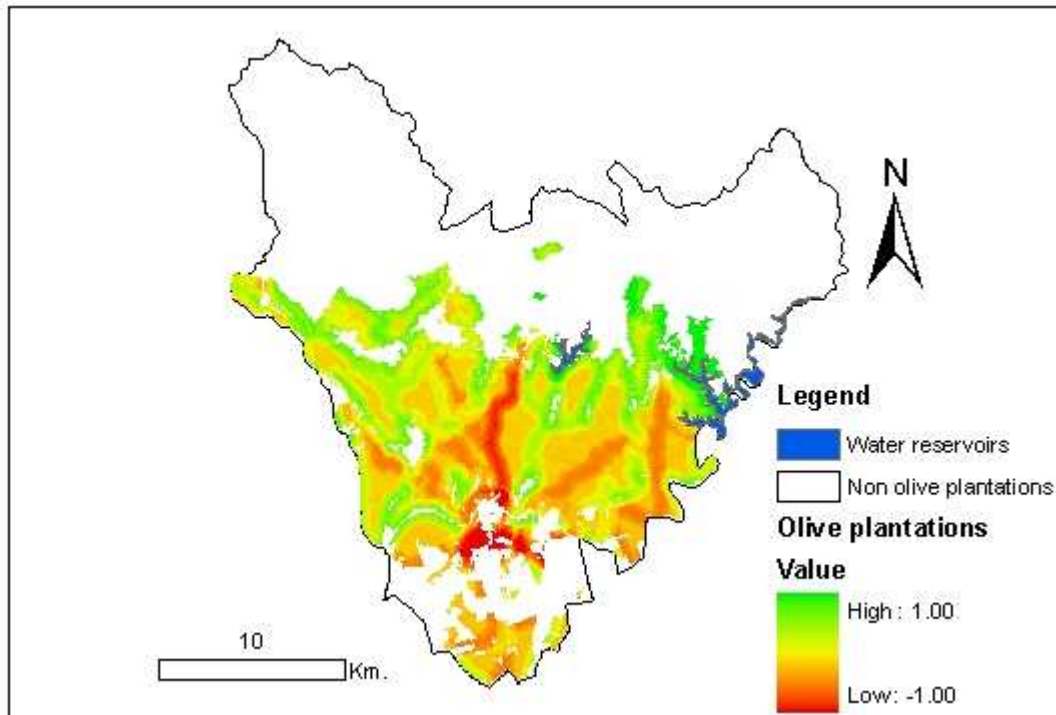 N
Legend
Water reservoirs
Non olive plantations
Olive plantations
Value
High : 1.00
Low: -1.00
10
Km.